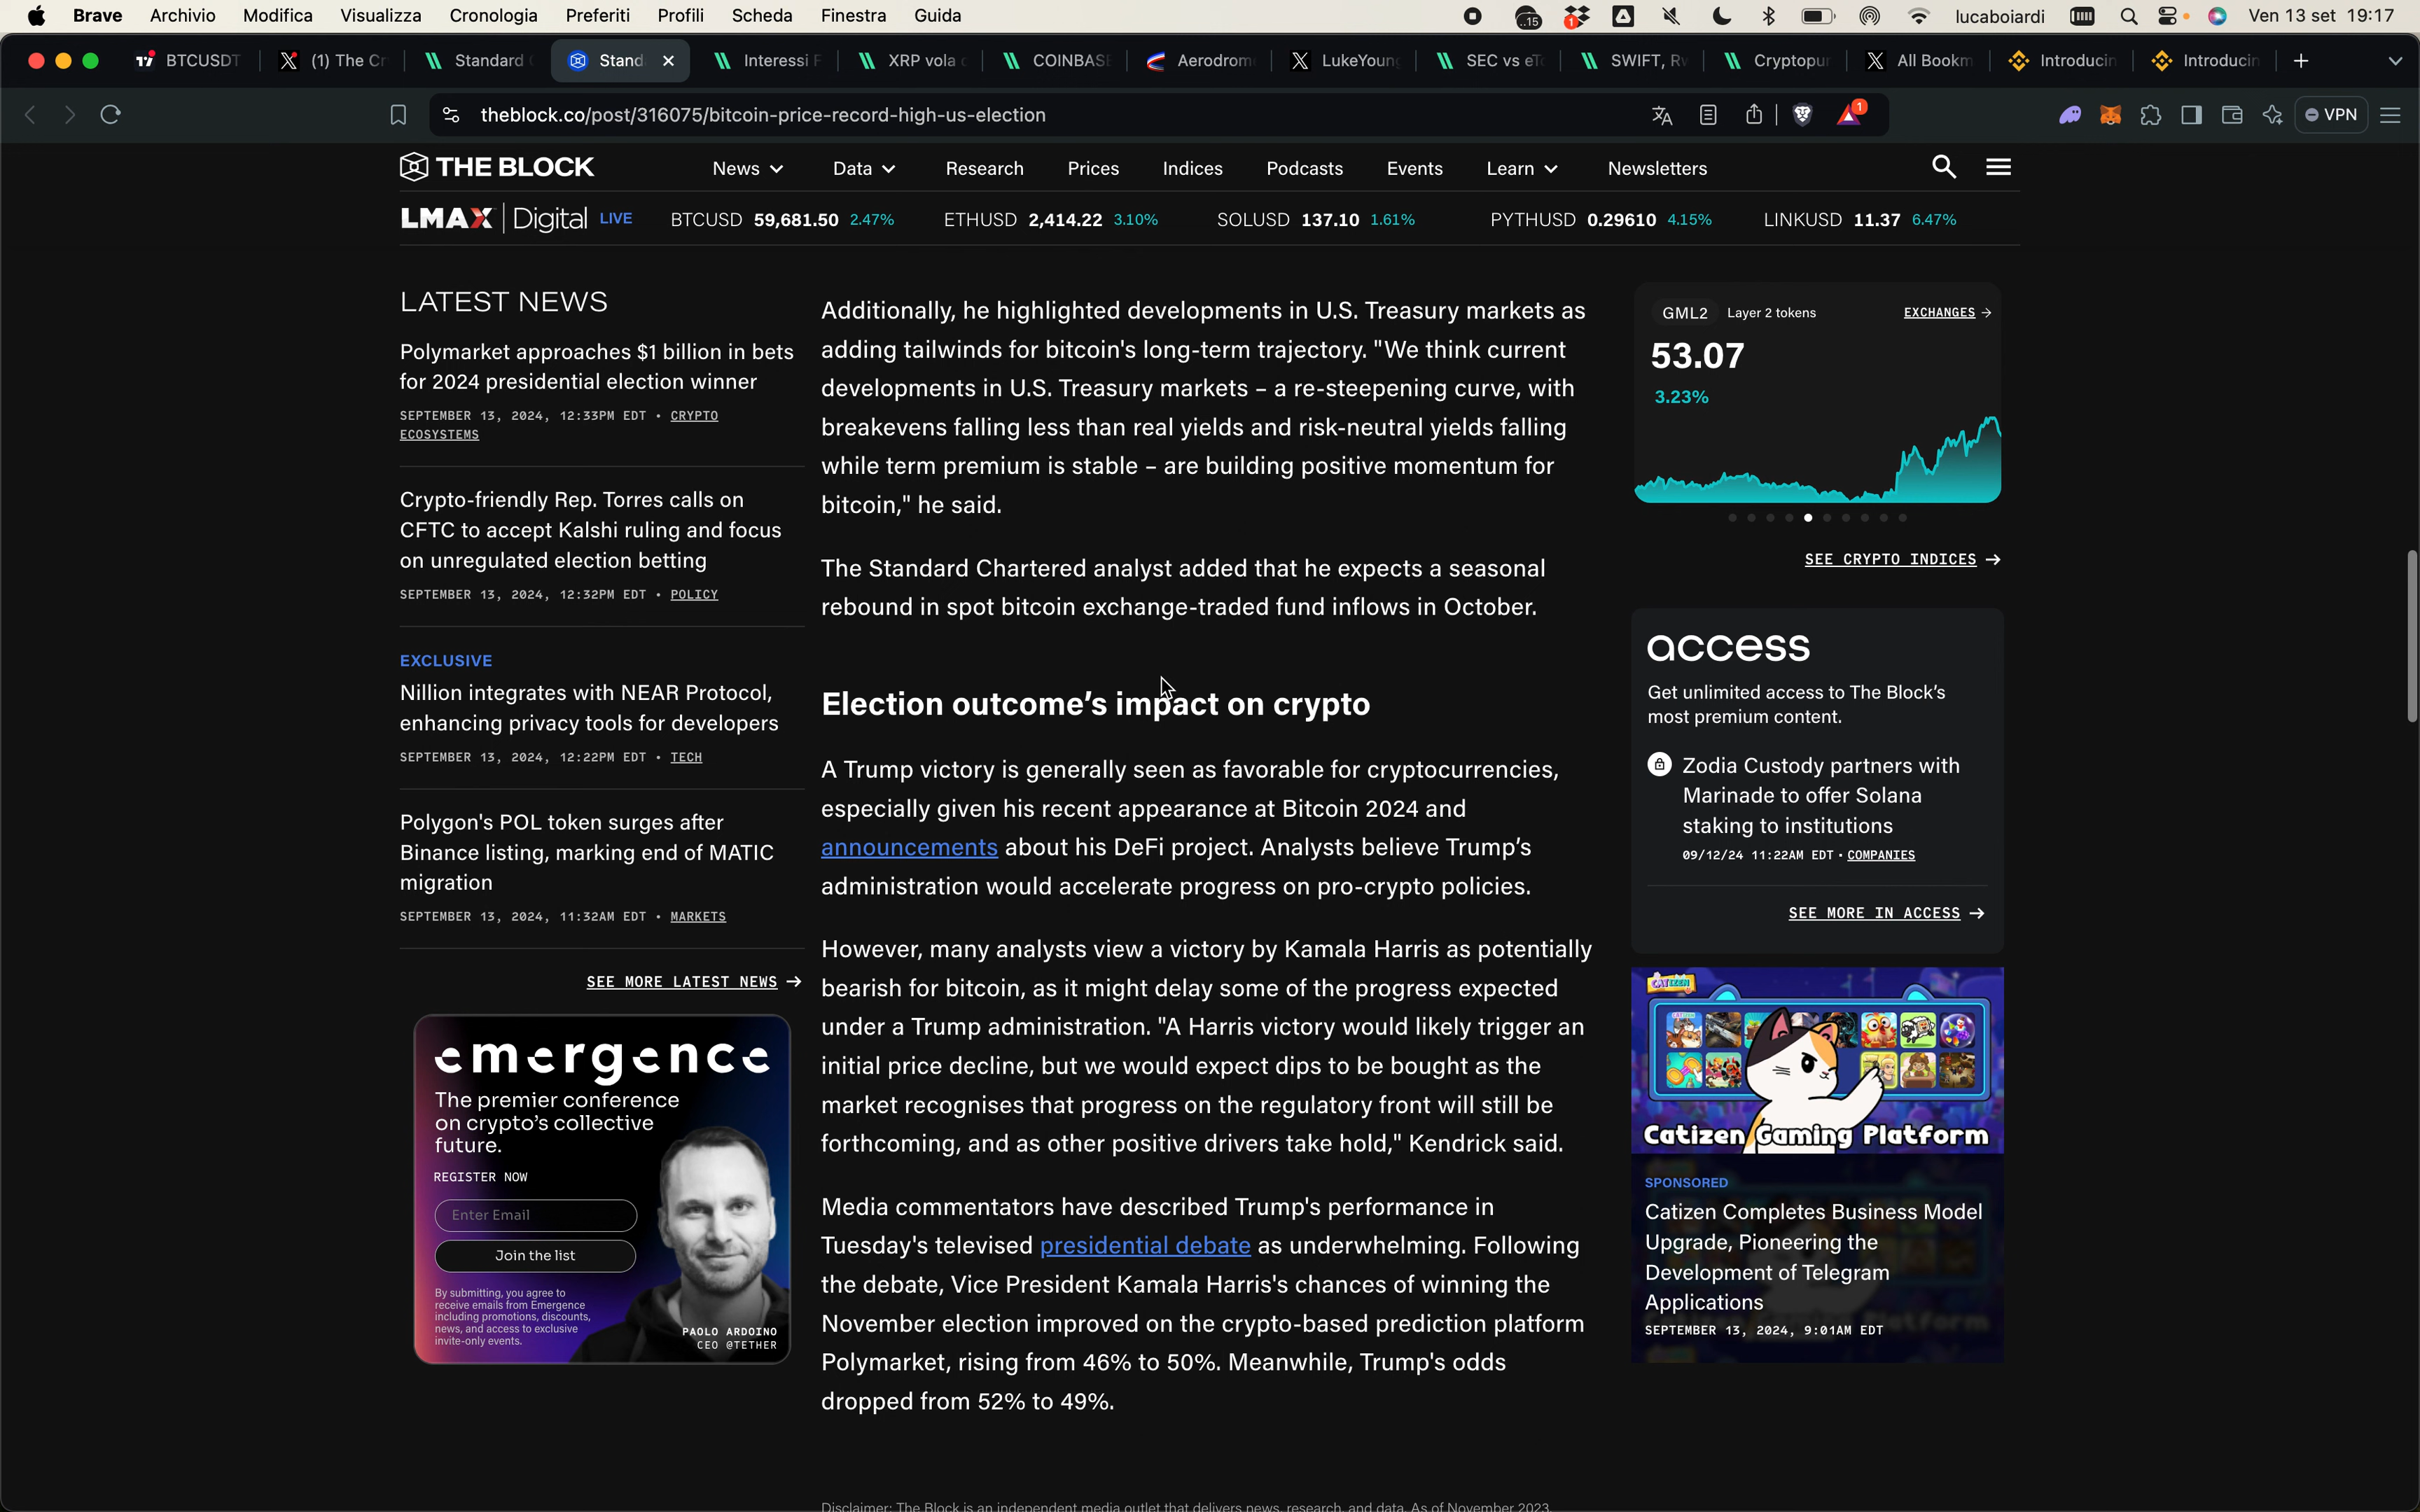 Brave Archivio Modifica Visualizza Cronologia Preferiti Profili Scheda Finestra Guida
15 1 lucaboiardi Ven 13 set 19:17
BTCUSDT (1) The Cr Standard Stand Interessi F XRP vola COINBASE Aerodrom LukeYoung SEC vs eTo SWIFT, Rw Cryptopun All Bookm Introducin Introducin
theblock.co/post/316075/bitcoin-price-record-high-us-election
1
VPN
THE BLOCK
News Data Research Prices Indices Podcasts Events Learn Newsletters
LMAX Digital LIVE BTCUSD 59,681.50 2.47% ETHUSD 2,414.22 3.10% SOLUSD 137.10 1.61% PYTHUSD 0.29610 4.15% LINKUSD 11.37 6.47%
LATEST NEWS
Polymarket approaches $1 billion in bets
for 2024 presidential election winner
SEPTEMBER 13, 2024, 12:33PM EDT • CRYPTO
ECOSYSTEMS
Crypto-friendly Rep. Torres calls on
CFTC to accept Kalshi ruling and focus
on unregulated election betting
SEPTEMBER 13, 2024, 12:32PM EDT • POLICY
EXCLUSIVE
Nillion integrates with NEAR Protocol,
enhancing privacy tools for developers
SEPTEMBER 13, 2024, 12:22PM EDT • TECH
Polygon's POL token surges after
Binance listing, marking end of MATIC
migration
SEPTEMBER 13, 2024, 11:32AM EDT • MARKETS
SEE MORE LATEST NEWS →
emergence
The premier conference
on crypto's collective
future.
REGISTER NOW
Enter Email
Join the list
By submitting, you agree to
receive emails from Emergence
including promotions, discounts,
news, and access to exclusive
invite-only events.
PAOLO ARDOINO
CEO @TETHER
Additionally, he highlighted developments in U.S. Treasury markets as
adding tailwinds for bitcoin's long-term trajectory. "We think current
developments in U.S. Treasury markets – a re-steepening curve, with
breakevens falling less than real yields and risk-neutral yields falling
while term premium is stable – are building positive momentum for
bitcoin," he said.
The Standard Chartered analyst added that he expects a seasonal
rebound in spot bitcoin exchange-traded fund inflows in October.
Election outcome’s impact on crypto
A Trump victory is generally seen as favorable for cryptocurrencies,
especially given his recent appearance at Bitcoin 2024 and
announcements about his DeFi project. Analysts believe Trump’s
administration would accelerate progress on pro-crypto policies.
However, many analysts view a victory by Kamala Harris as potentially
bearish for bitcoin, as it might delay some of the progress expected
under a Trump administration. "A Harris victory would likely trigger an
initial price decline, but we would expect dips to be bought as the
market recognises that progress on the regulatory front will still be
forthcoming, and as other positive drivers take hold," Kendrick said.
Media commentators have described Trump's performance in
Tuesday's televised presidential debate as underwhelming. Following
the debate, Vice President Kamala Harris's chances of winning the
November election improved on the crypto-based prediction platform
Polymarket, rising from 46% to 50%. Meanwhile, Trump's odds
dropped from 52% to 49%.
Disclaimer: The Block is an independent media outlet that delivers news, research, and data. As of November 2023,
GML2 Layer 2 tokens EXCHANGES →
53.07
3.23%
SEE CRYPTO INDICES →
access
Get unlimited access to The Block’s
most premium content.
Zodia Custody partners with
Marinade to offer Solana
staking to institutions
09/12/24 11:22AM EDT • COMPANIES
SEE MORE IN ACCESS →
CATIZEN
Catizen Gaming Platform
SPONSORED
Catizen Completes Business Model
Upgrade, Pioneering the
Development of Telegram
Applications
SEPTEMBER 13, 2024, 9:01AM EDT